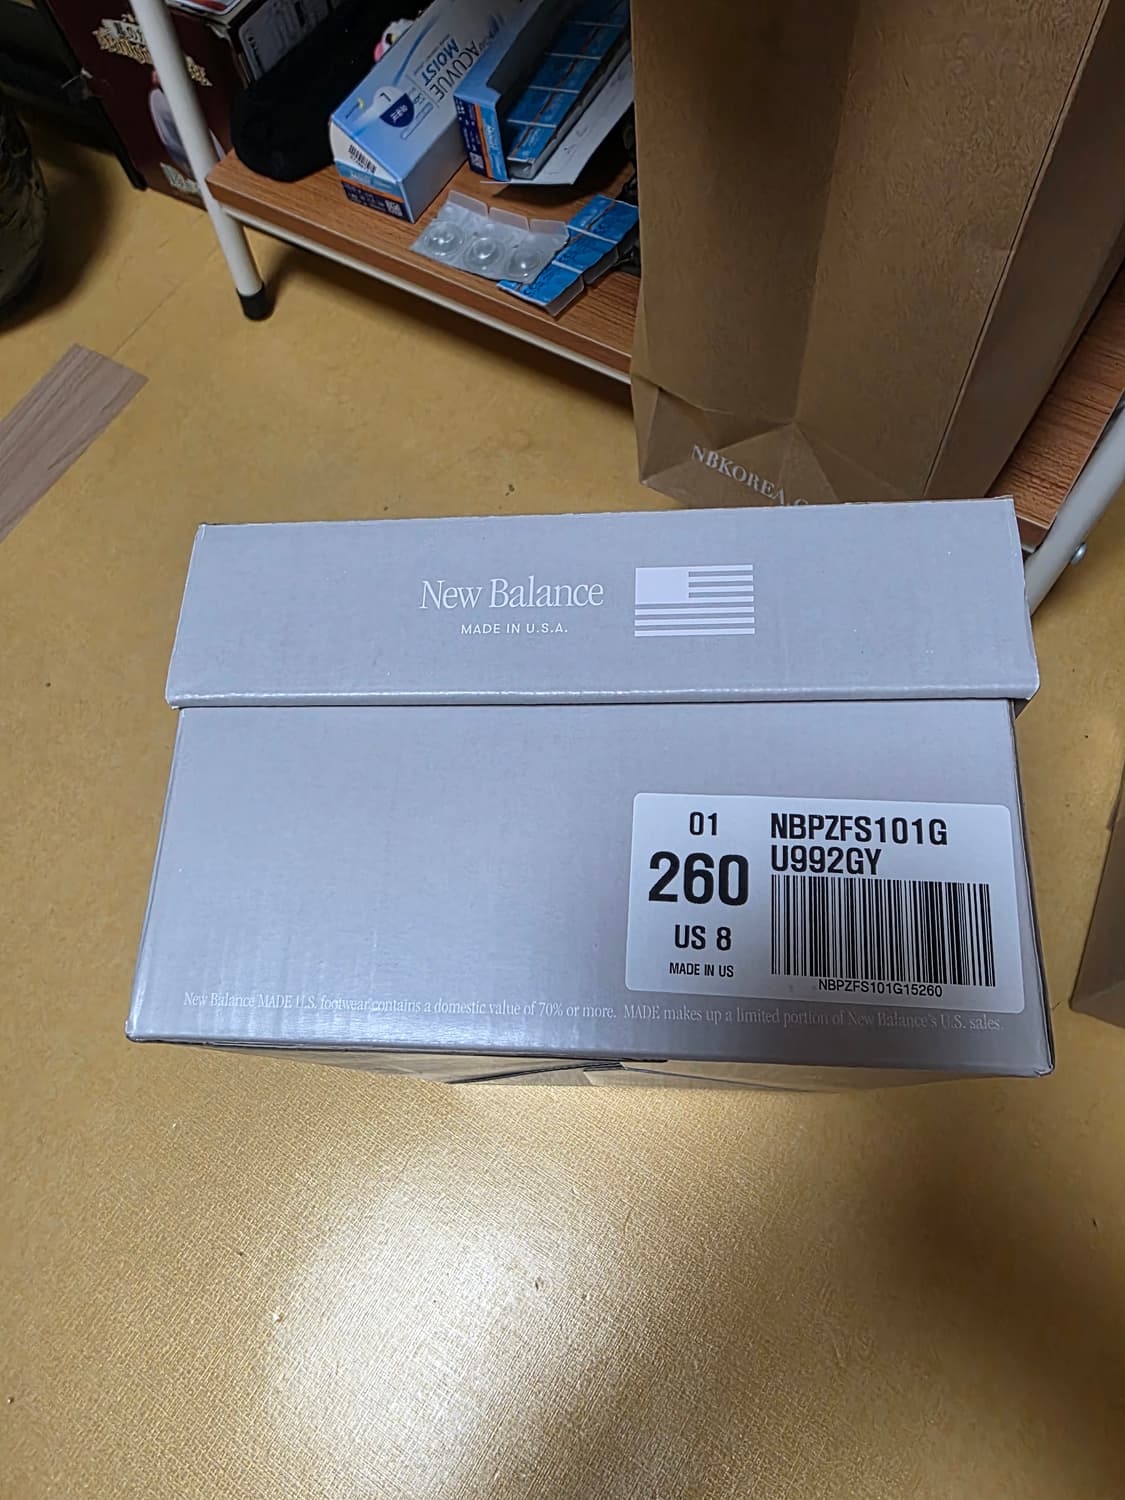 ACUVUE
MOIST
NBKOREA.C
New Balance
MADE IN U.S.A.
01
260
US 8
MADE IN US
NBPZFS101G
U992GY
NBPZFS101G15260
New Balance MADE U.S. footwear contains a domestic value of 70% or more. MADE makes up a limited portion of New Balance's U.S. sales.